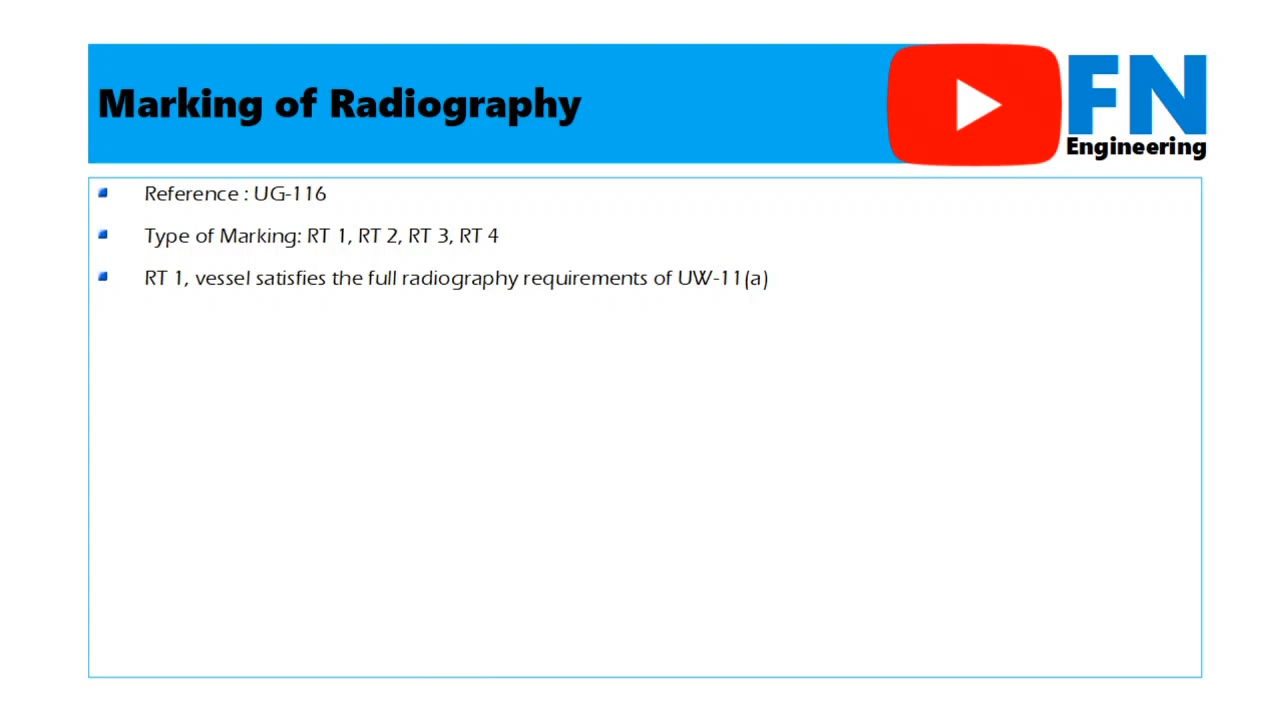 Marking of Radiography
FN
Engineering
Reference : UG-116
Type of Marking: RT 1, RT 2, RT 3, RT 4
RT 1, vessel satisfies the full radiography requirements of UW-11(a)